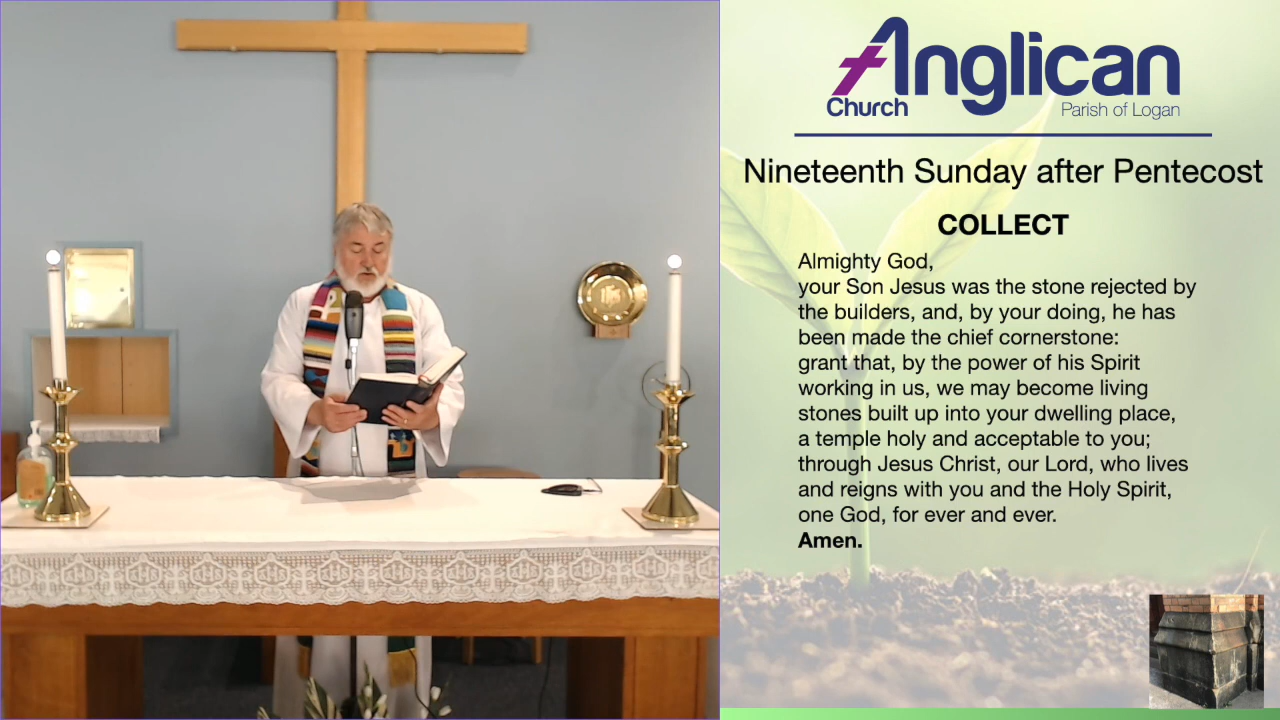 Anglican
Church
Parish of Logan
Nineteenth Sunday after Pentecost
COLLECT
Almighty God,
your Son Jesus was the stone rejected by
the builders, and, by your doing, he has
been made the chief cornerstone:
grant that, by the power of his Spirit
working in us, we may become living
stones built up into your dwelling place,
a temple holy and acceptable to you;
through Jesus Christ, our Lord, who lives
and reigns with you and the Holy Spirit,
one God, for ever and ever.
Amen.